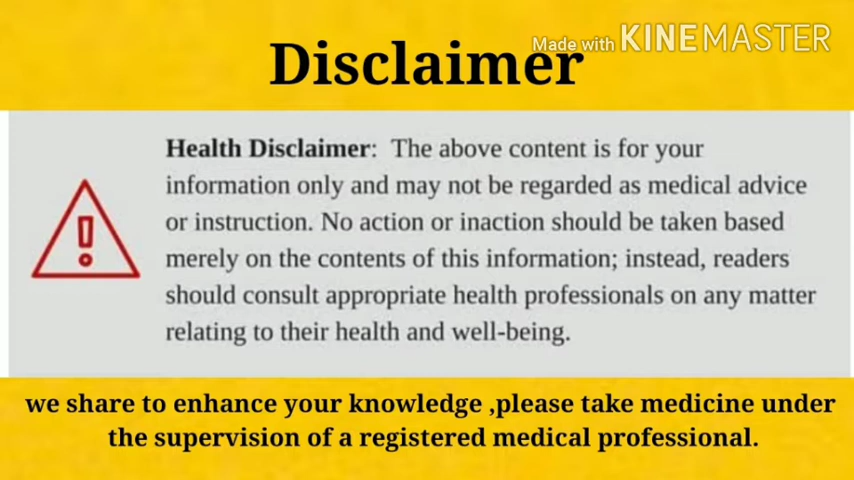 Made with KINEMASTER
Disclaimer
Health Disclaimer: The above content is for your
information only and may not be regarded as medical advice
or instruction. No action or inaction should be taken based
merely on the contents of this information; instead, readers
should consult appropriate health professionals on any matter
relating to their health and well-being.
we share to enhance your knowledge ,please take medicine under
the supervision of a registered medical professional.